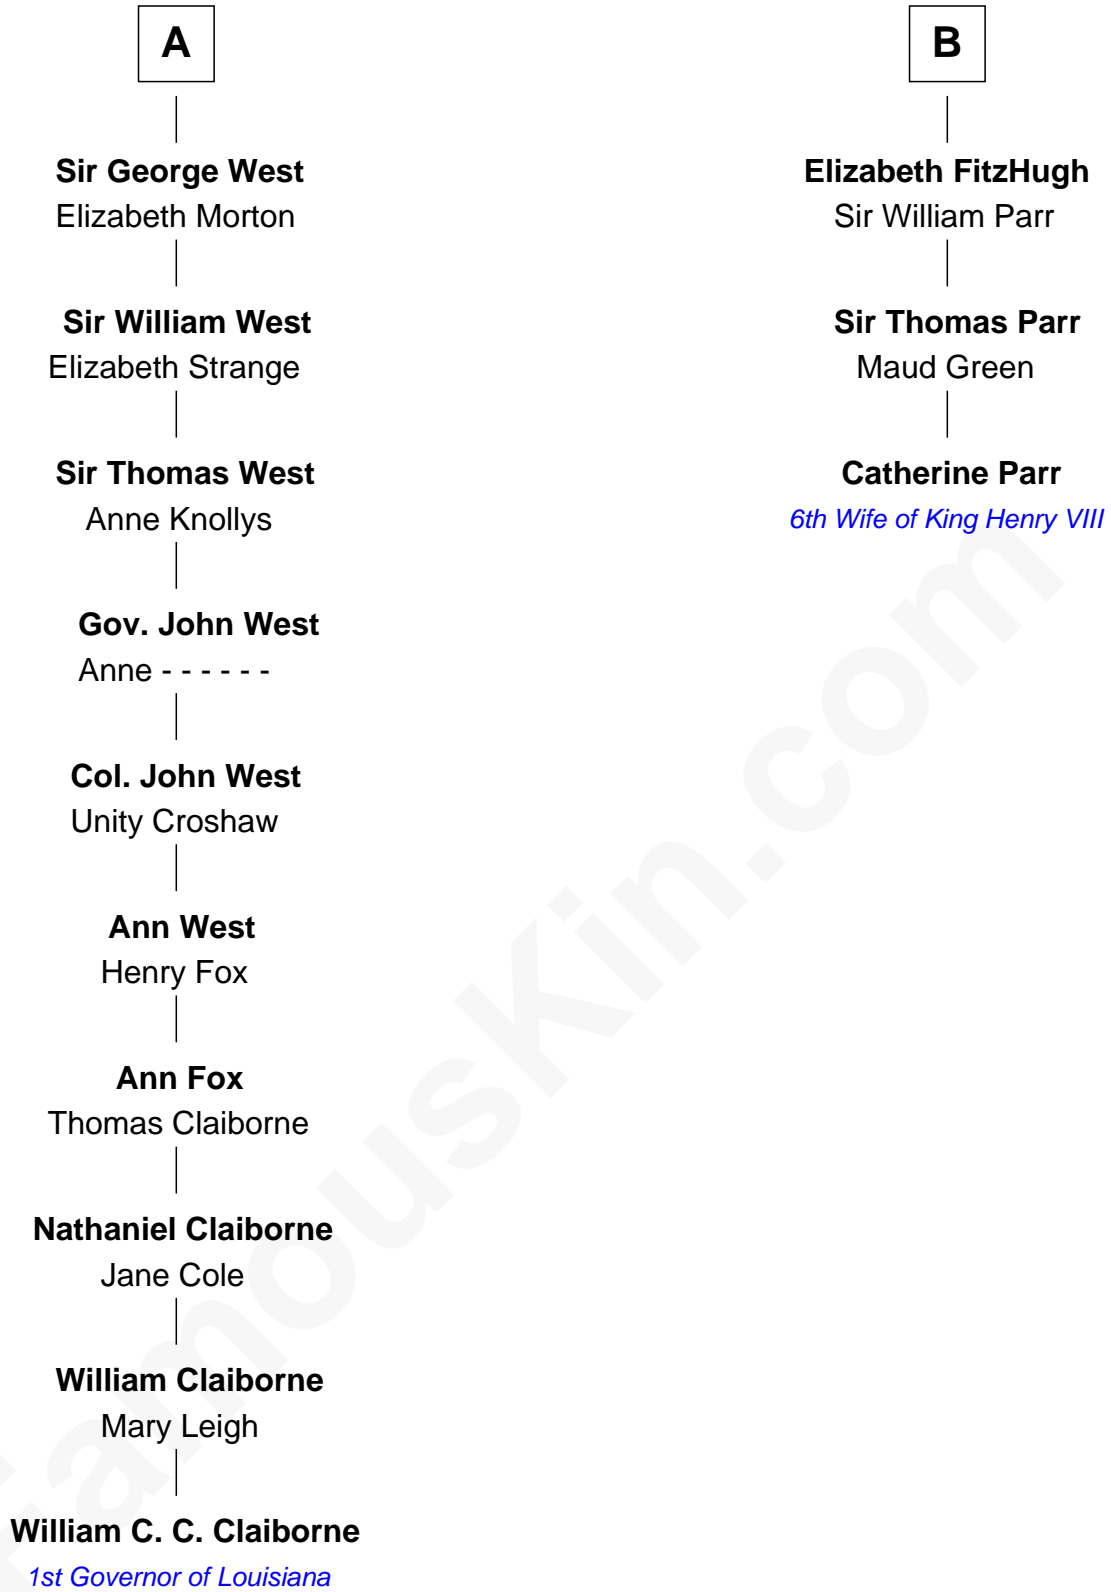 A
Sir George West
Elizabeth Morton
Sir William West
Elizabeth Strange
Sir Thomas West
Anne Knollys
Gov. John West
Anne - - - - - -
Col. John West
Unity Croshaw
Ann West
Henry Fox
Ann Fox
Thomas Claiborne
Nathaniel Claiborne
Jane Cole
William Claiborne
Mary Leigh
William C. C. Claiborne
1st Governor of Louisiana
B
Elizabeth FitzHugh
Sir William Parr
Sir Thomas Parr
Maud Green
Catherine Parr
6th Wife of King Henry VIII
FamousKin.com